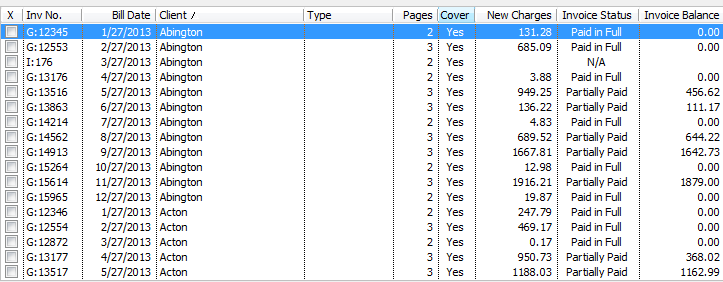 X Inv No. Bill Date Client / Type Pages Cover New Charges Invoice Status Invoice Balance
G:12345 1/27/2013 Abington 2 Yes 131.28 Paid in Full 0.00
G:12553 2/27/2013 Abington 3 Yes 685.09 Paid in Full 0.00
I:176 3/27/2013 Abington 2 Yes N/A
G:13176 4/27/2013 Abington 2 Yes 3.88 Paid in Full 0.00
G:13516 5/27/2013 Abington 3 Yes 949.25 Partially Paid 456.62
G:13863 6/27/2013 Abington 2 Yes 136.22 Partially Paid 111.17
G:14214 7/27/2013 Abington 2 Yes 4.83 Paid in Full 0.00
G:14562 8/27/2013 Abington 3 Yes 689.52 Partially Paid 644.22
G:14913 9/27/2013 Abington 3 Yes 1667.81 Partially Paid 1642.73
G:15264 10/27/2013 Abington 2 Yes 12.98 Paid in Full 0.00
G:15614 11/27/2013 Abington 3 Yes 1916.21 Partially Paid 1879.00
G:15965 12/27/2013 Abington 2 Yes 19.87 Paid in Full 0.00
G:12346 1/27/2013 Acton 2 Yes 247.79 Paid in Full 0.00
G:12554 2/27/2013 Acton 3 Yes 469.17 Paid in Full 0.00
G:12872 3/27/2013 Acton 2 Yes 0.17 Paid in Full 0.00
G:13177 4/27/2013 Acton 3 Yes 950.73 Partially Paid 368.02
G:13517 5/27/2013 Acton 3 Yes 1188.03 Partially Paid 1162.99